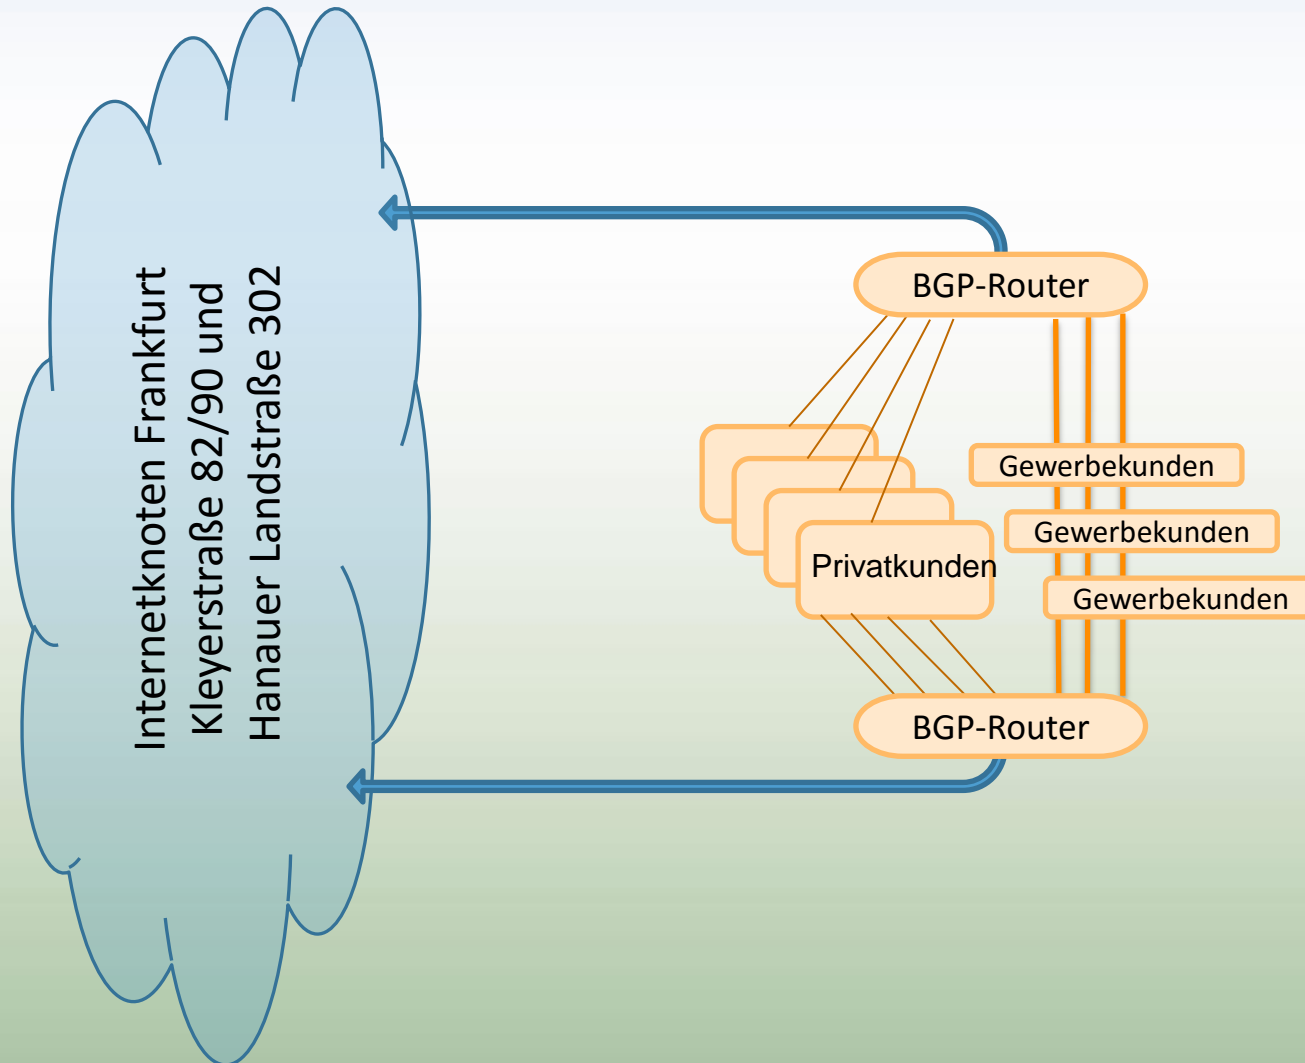 Internetknoten Frankfurt
Kleyerstraße 82/90 und
Hanauer Landstraße 302
BGP-Router
Gewerbekunden
Gewerbekunden
Privatkunden
Gewerbekunden
BGP-Router